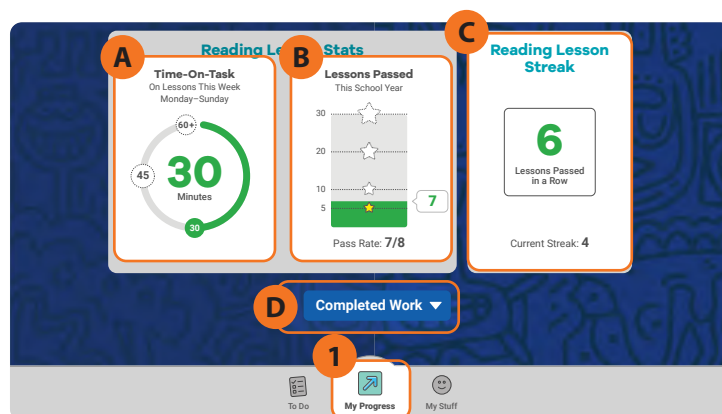 A
B
C
Reading Le Stats
Time-On-Task
On Lessons This Week
Monday–Sunday
60+
45
30
Minutes
30
Lessons Passed
This School Year
30
20
10
5
7
Pass Rate: 7/8
Reading Lesson
Streak
6
Lessons Passed
in a Row
Current Streak: 4
D
Completed Work
1
To Do
My Progress
My Stuff